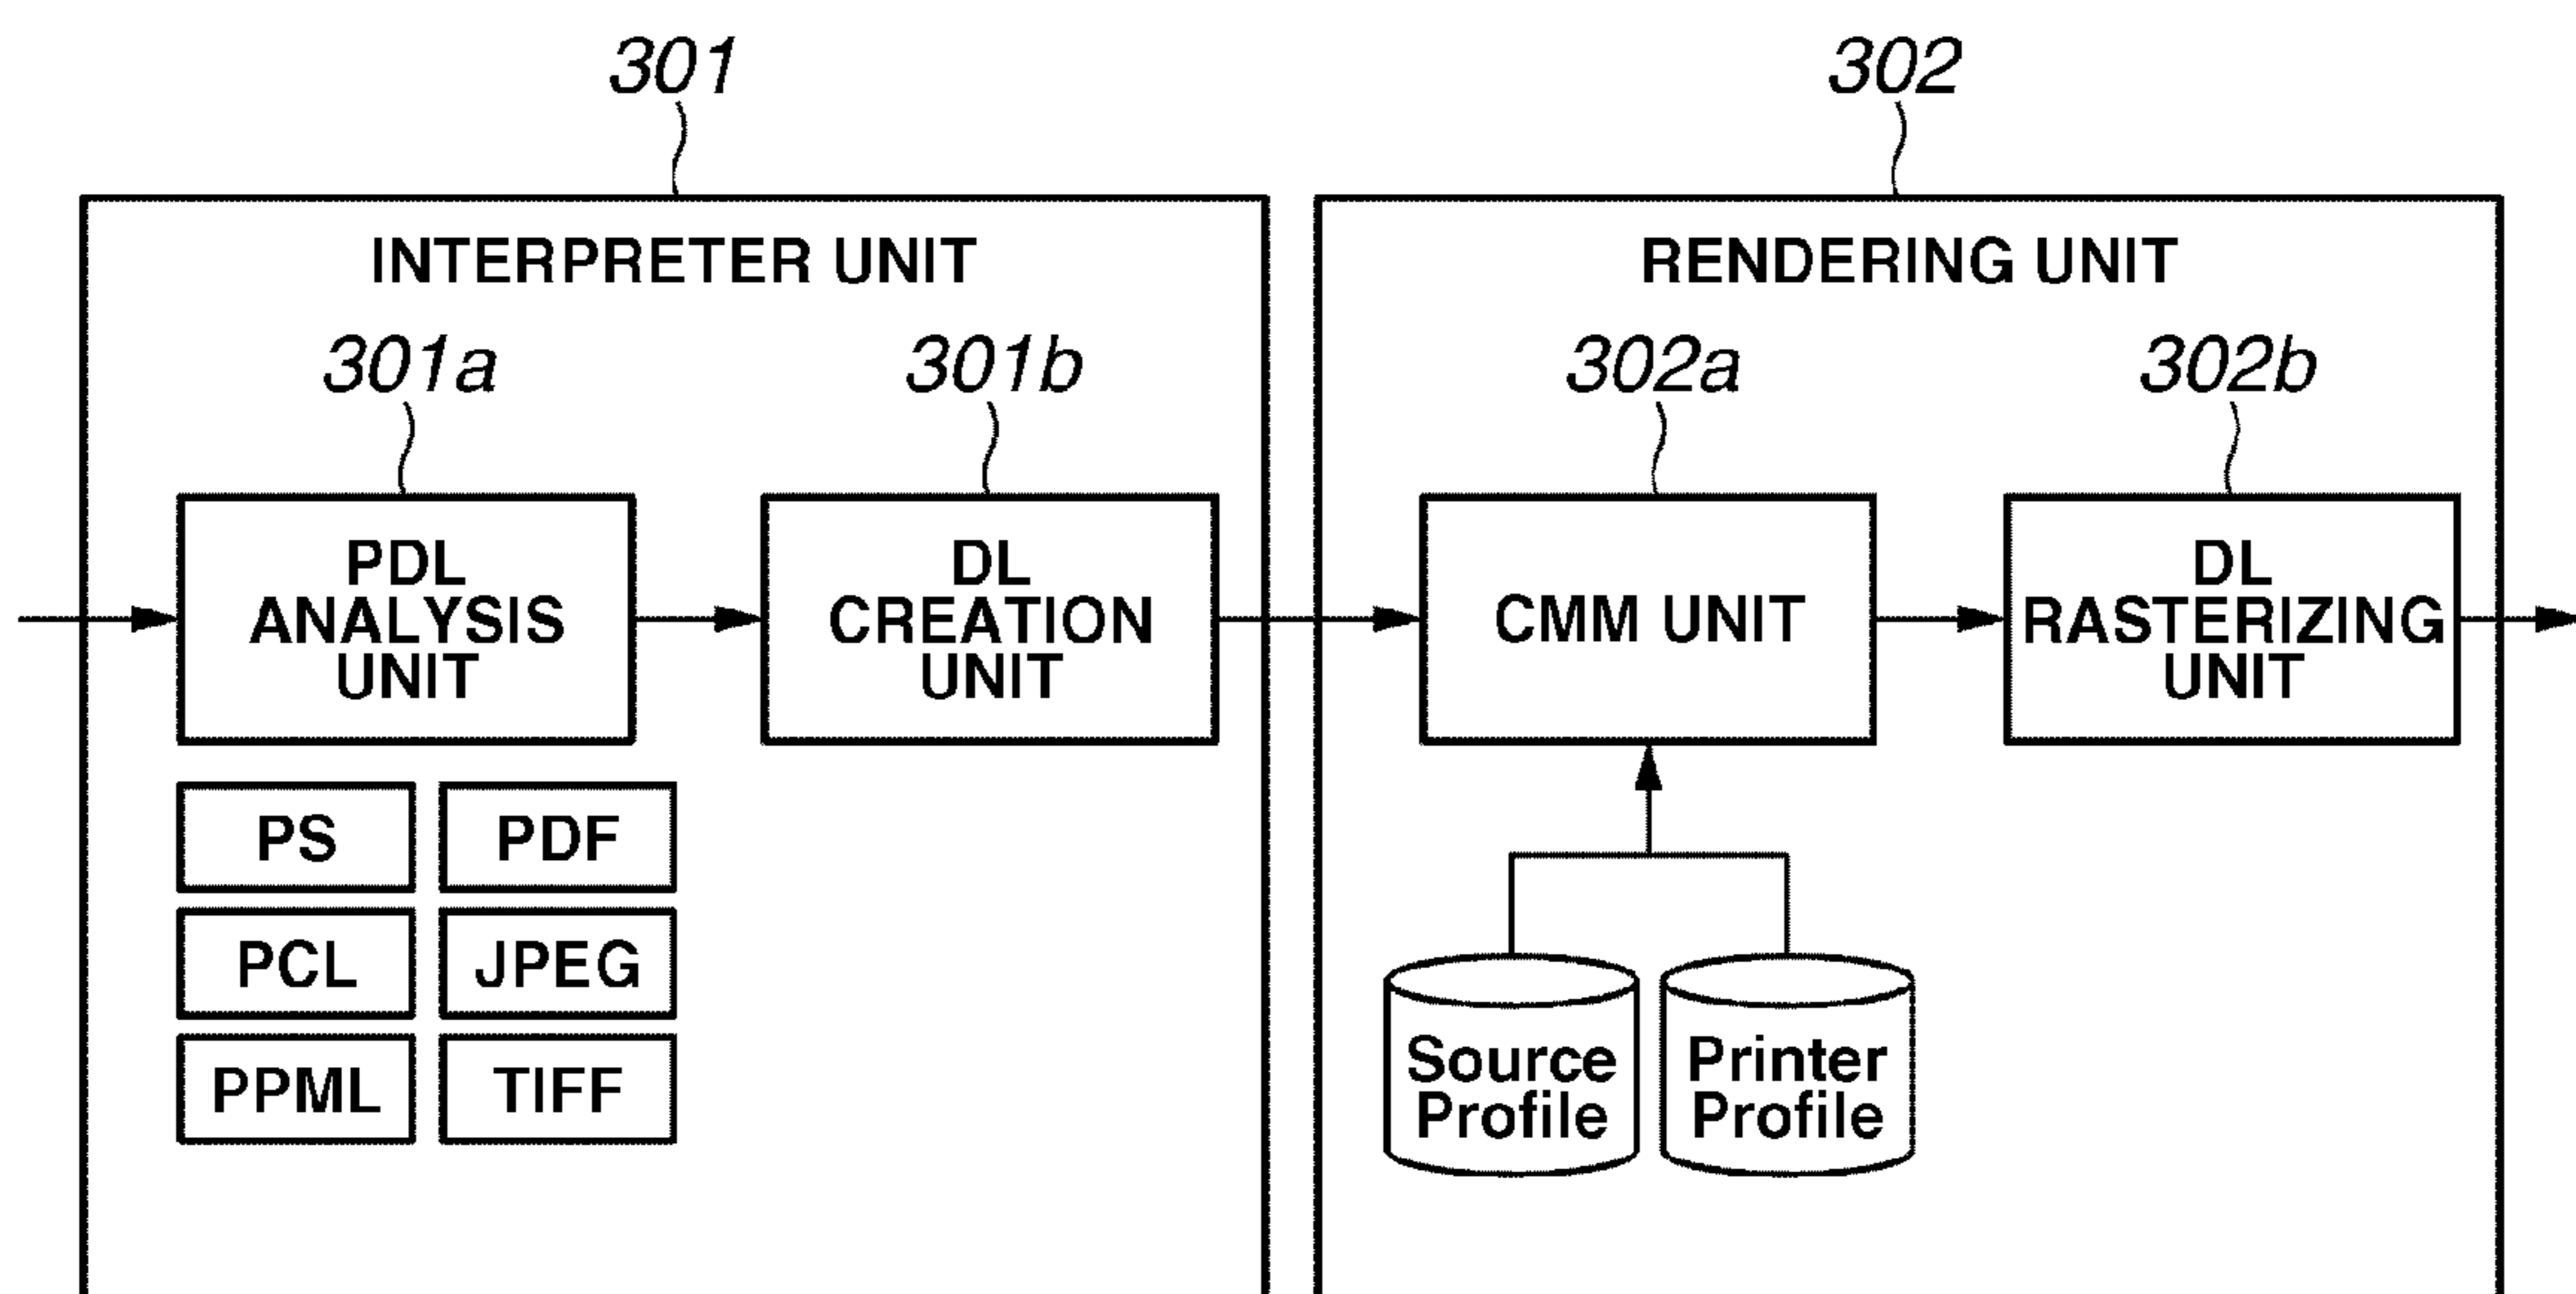 301
302
INTERPRETER UNIT
RENDERING UNIT
301a
301b
302a
302b
PDL
ANALYSIS
UNIT
DL
CREATION
UNIT
CMM UNIT
DL
RASTERIZING
UNIT
PS
PDF
PCL
JPEG
PPML
TIFF
Source
Profile
Printer
Profile